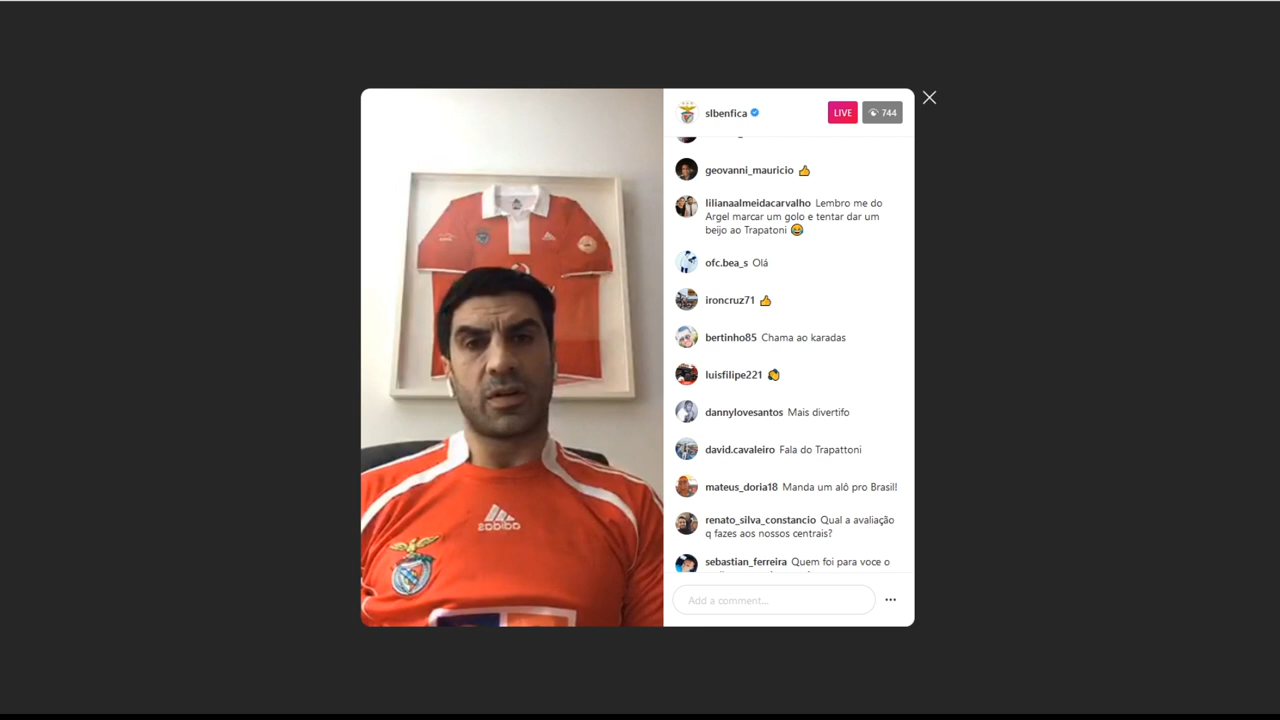 slbenfica
LIVE
744
geovanni_mauricio 👍
lilianaalmeidacarvalho Lembro me do
Argel marcar um golo e tentar dar um
beijo ao Trapatoni 😂
ofc.bea_s Olá
ironcruz71 👍
bertinho85 Chama ao karadas
luisfilipe221 👏
dannylovesantos Mais divertifo
david.cavaleiro Fala do Trapattoni
mateus_doria18 Manda um alô pro Brasil!
renato_silva_constancio Qual a avaliação
q fazes aos nossos centrais?
sebastian_ferreira Quem foi para voce o
Add a comment...
adidas